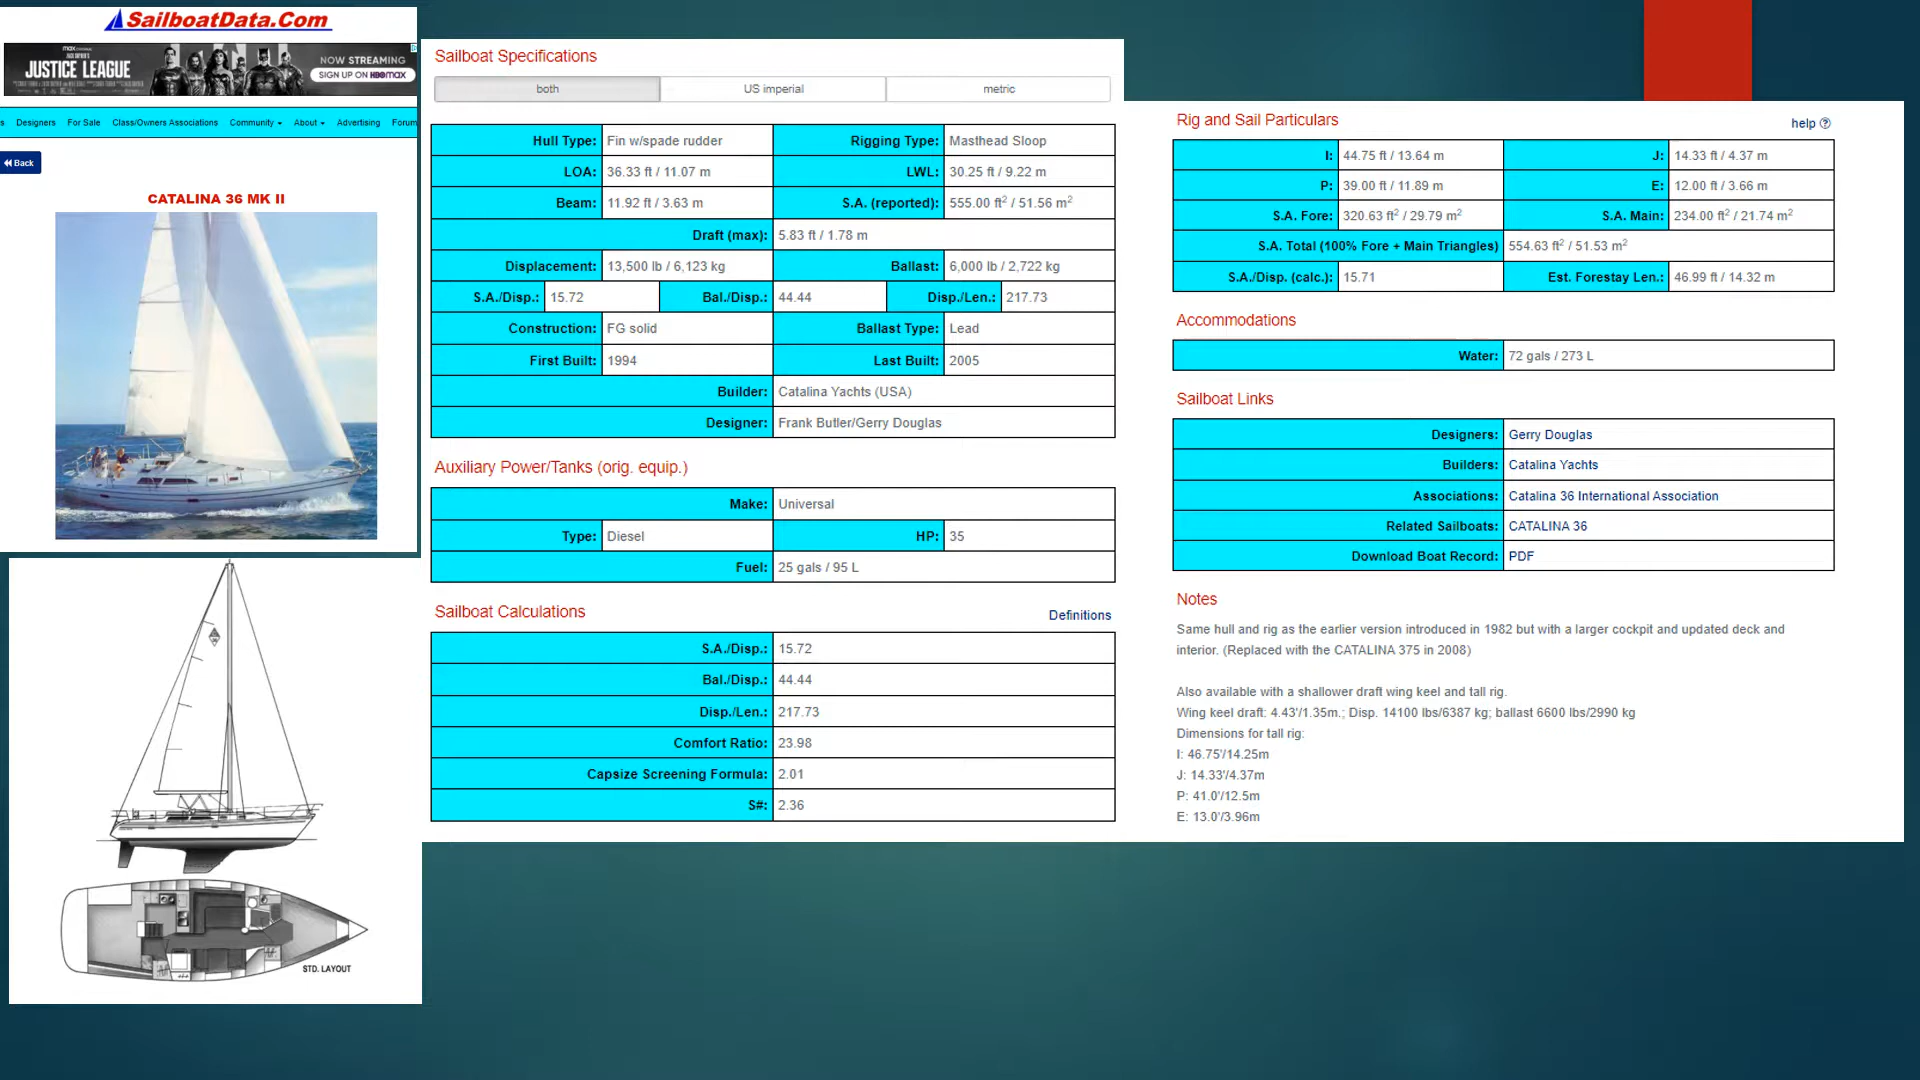 SailboatData.Com
JUSTICE LEAGUE
NOW STREAMING
SIGN UP ON HBOMAX
s Designers For Sale Class/Owners Associations Community About Advertising Forum
Back
CATALINA 36 MK II
STD. LAYOUT
Sailboat Specifications
both US imperial metric
Hull Type: Fin w/spade rudder Rigging Type: Masthead Sloop
LOA: 36.33 ft / 11.07 m LWL: 30.25 ft / 9.22 m
Beam: 11.92 ft / 3.63 m S.A. (reported): 555.00 ft² / 51.56 m²
Draft (max): 5.83 ft / 1.78 m
Displacement: 13,500 lb / 6,123 kg Ballast: 6,000 lb / 2,722 kg
S.A./Disp.: 15.72 Bal./Disp.: 44.44 Disp./Len.: 217.73
Construction: FG solid Ballast Type: Lead
First Built: 1994 Last Built: 2005
Builder: Catalina Yachts (USA)
Designer: Frank Butler/Gerry Douglas
Auxiliary Power/Tanks (orig. equip.)
Make: Universal
Type: Diesel HP: 35
Fuel: 25 gals / 95 L
Sailboat Calculations Definitions
S.A./Disp.: 15.72
Bal./Disp.: 44.44
Disp./Len.: 217.73
Comfort Ratio: 23.98
Capsize Screening Formula: 2.01
S#: 2.36
Rig and Sail Particulars help ?
I: 44.75 ft / 13.64 m J: 14.33 ft / 4.37 m
P: 39.00 ft / 11.89 m E: 12.00 ft / 3.66 m
S.A. Fore: 320.63 ft² / 29.79 m² S.A. Main: 234.00 ft² / 21.74 m²
S.A. Total (100% Fore + Main Triangles) 554.63 ft² / 51.53 m²
S.A./Disp. (calc.): 15.71 Est. Forestay Len.: 46.99 ft / 14.32 m
Accommodations
Water: 72 gals / 273 L
Sailboat Links
Designers: Gerry Douglas
Builders: Catalina Yachts
Associations: Catalina 36 International Association
Related Sailboats: CATALINA 36
Download Boat Record: PDF
Notes
Same hull and rig as the earlier version introduced in 1982 but with a larger cockpit and updated deck and
interior. (Replaced with the CATALINA 375 in 2008)
Also available with a shallower draft wing keel and tall rig.
Wing keel draft: 4.43'/1.35m.; Disp. 14100 lbs/6387 kg; ballast 6600 lbs/2990 kg
Dimensions for tall rig:
I: 46.75'/14.25m
J: 14.33'/4.37m
P: 41.0'/12.5m
E: 13.0'/3.96m